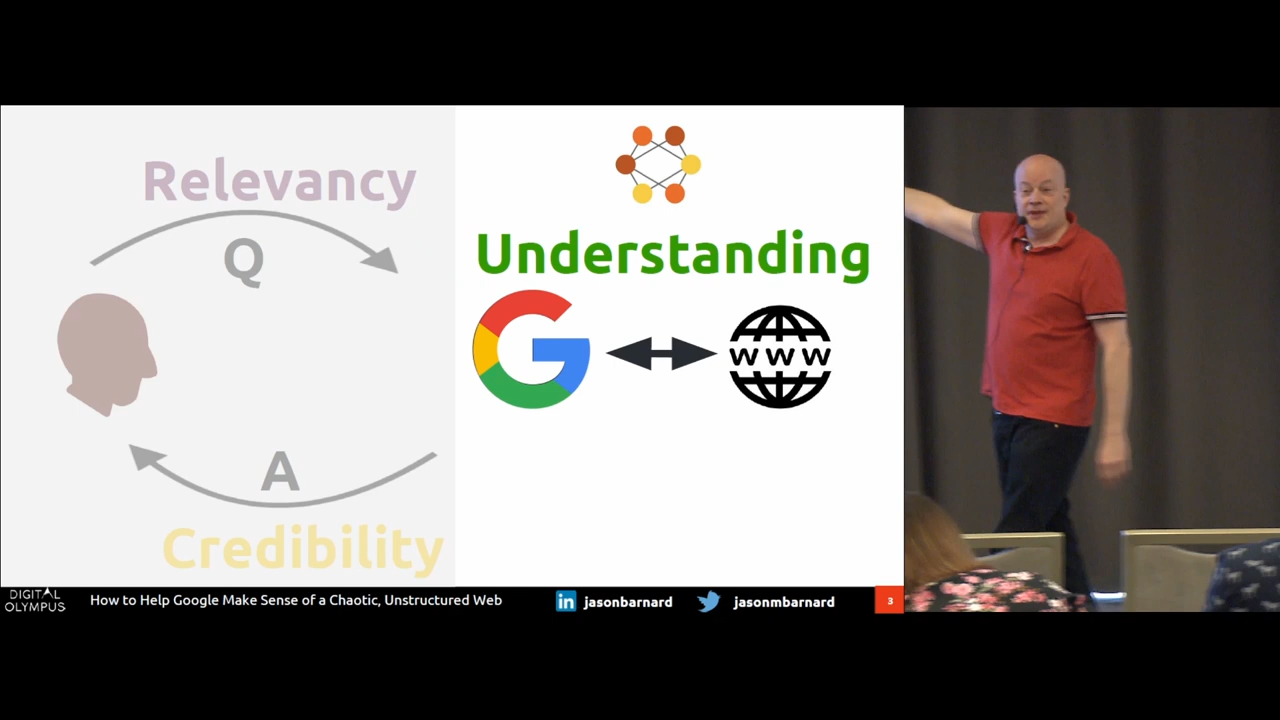 Relevancy
Q
A
Credibility
Understanding
WWW
DIGITAL
OLYMPUS
How to Help Google Make Sense of a Chaotic, Unstructured Web
in jasonbarnard
jasonmbarnard
3